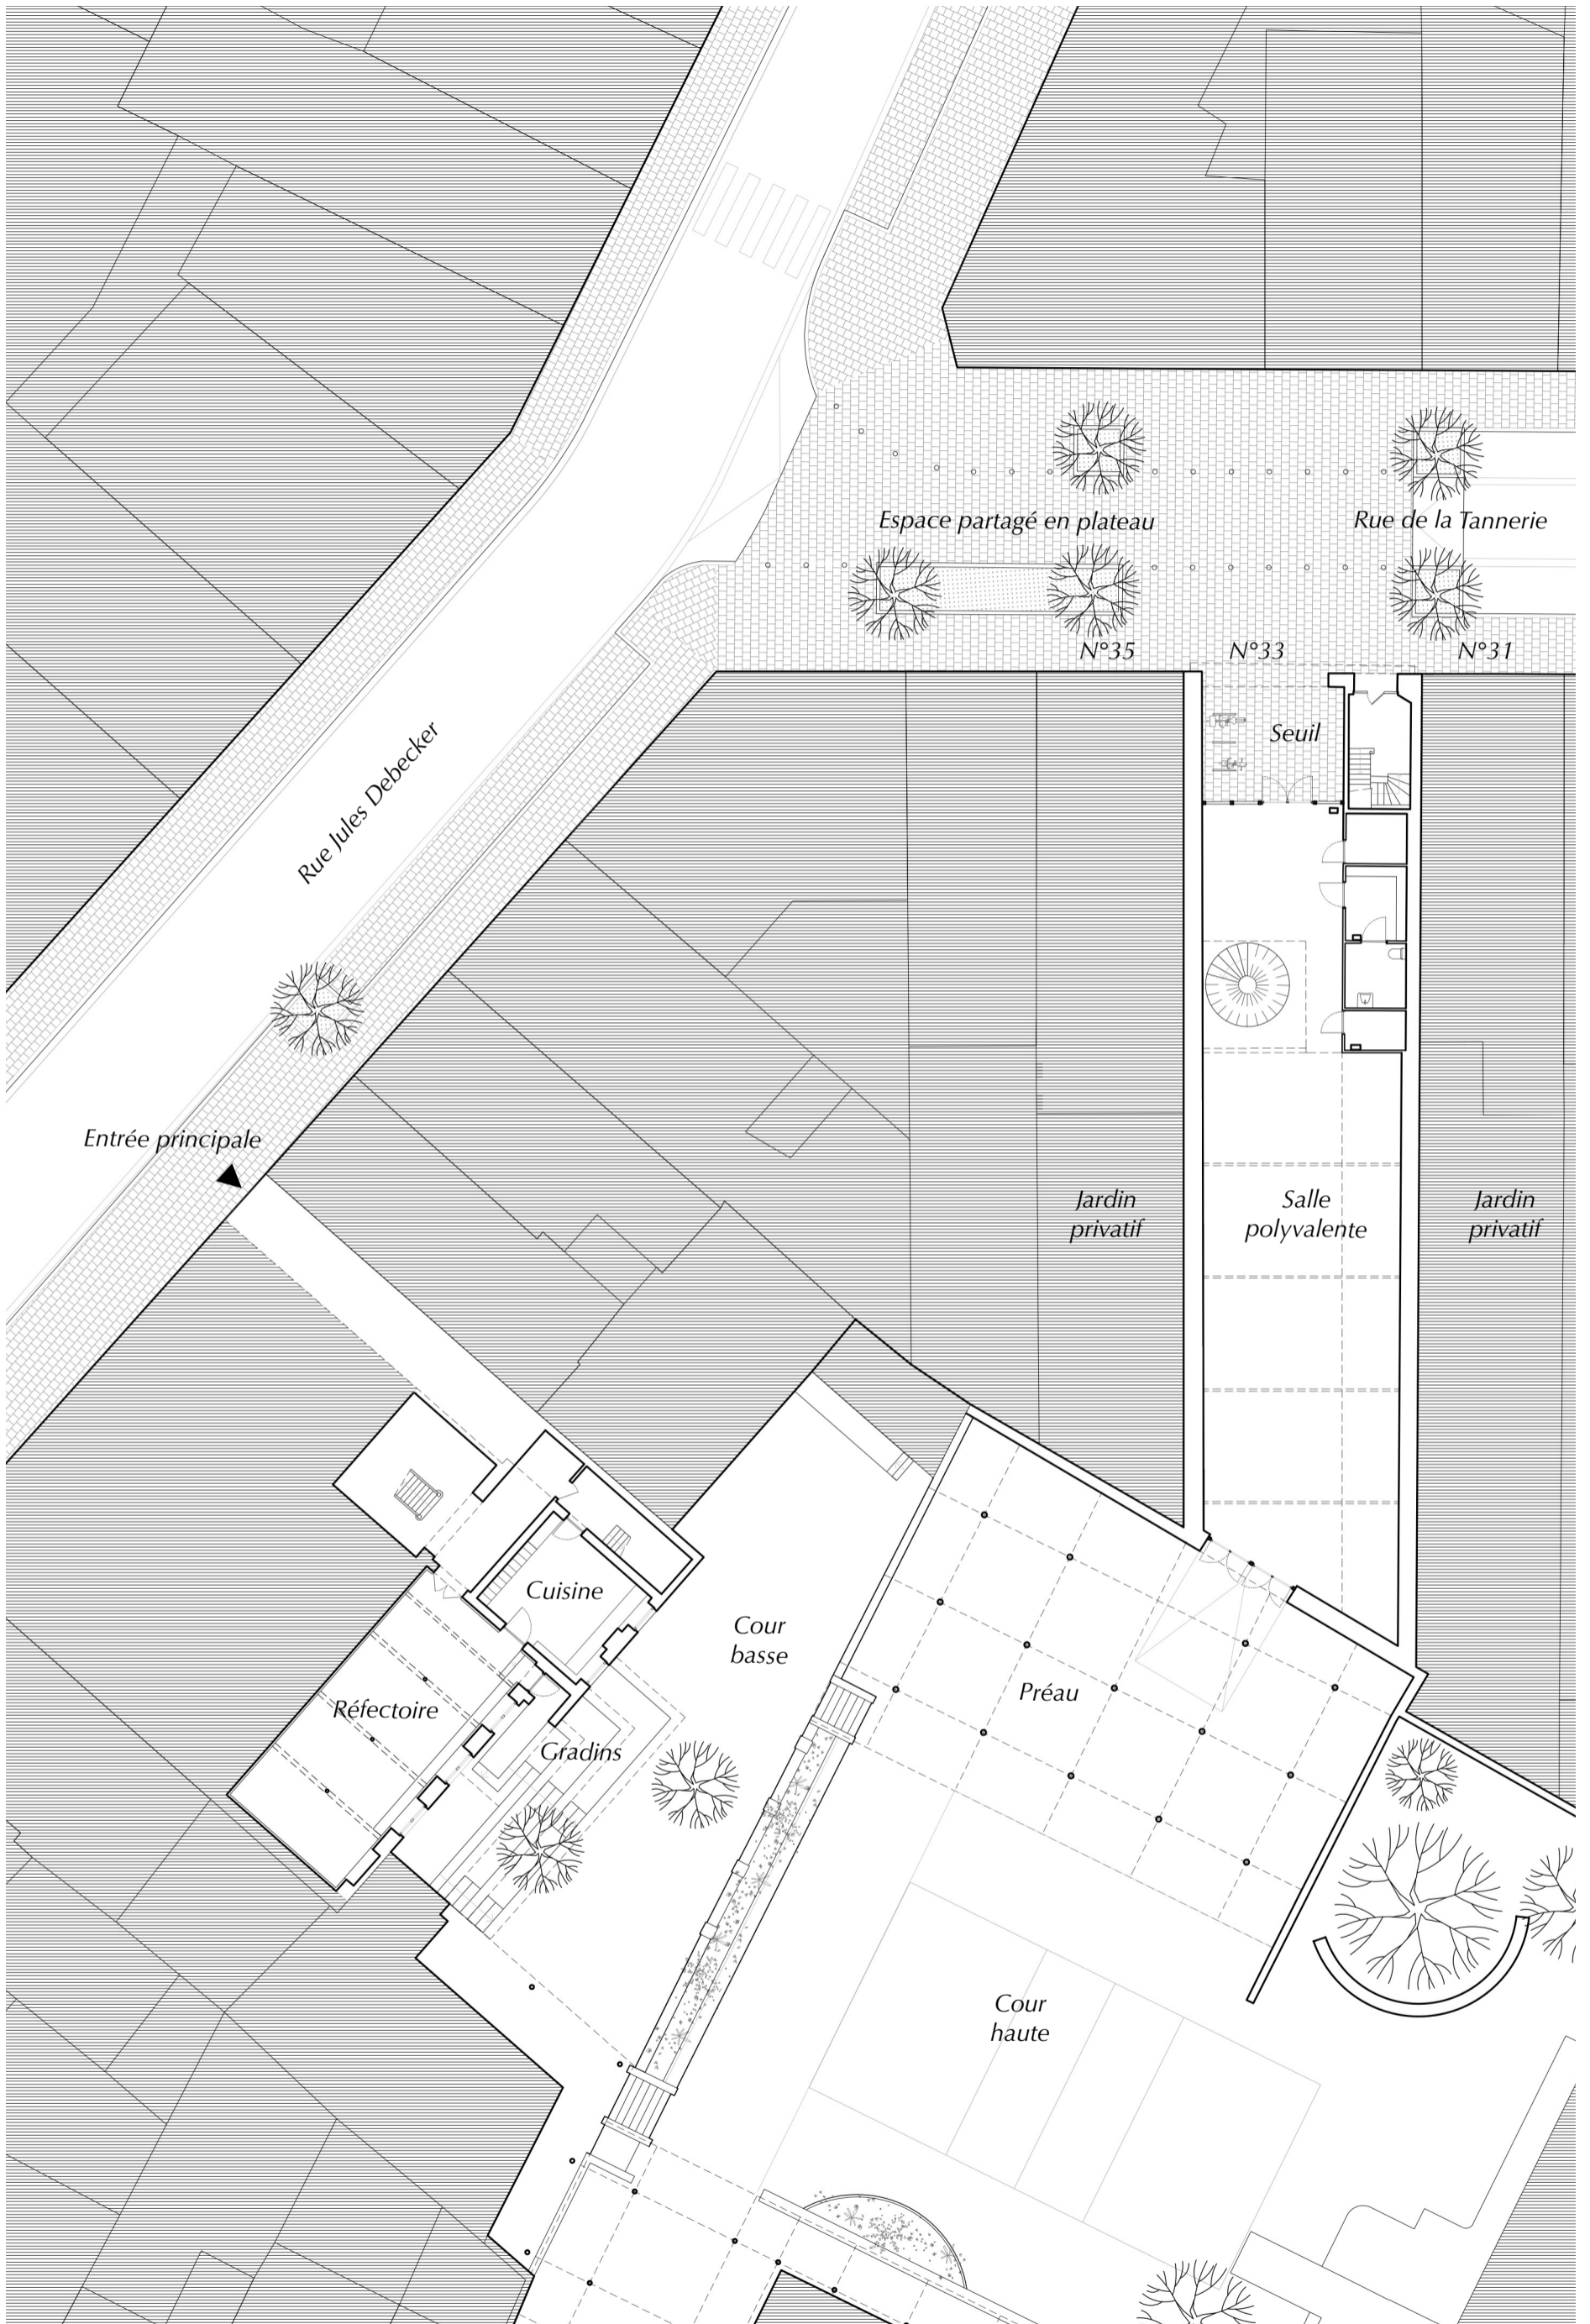 Espace partagé en plateau
Rue de la Tannerie
N°35
N°33
N°31
Seuil
Rue Jules Debecker
Entrée principale
Jardin
privatif
Salle
polyvalente
Jardin
privatif
Cuisine
Cour
basse
Préau
Réfectoire
Gradins
Cour
haute